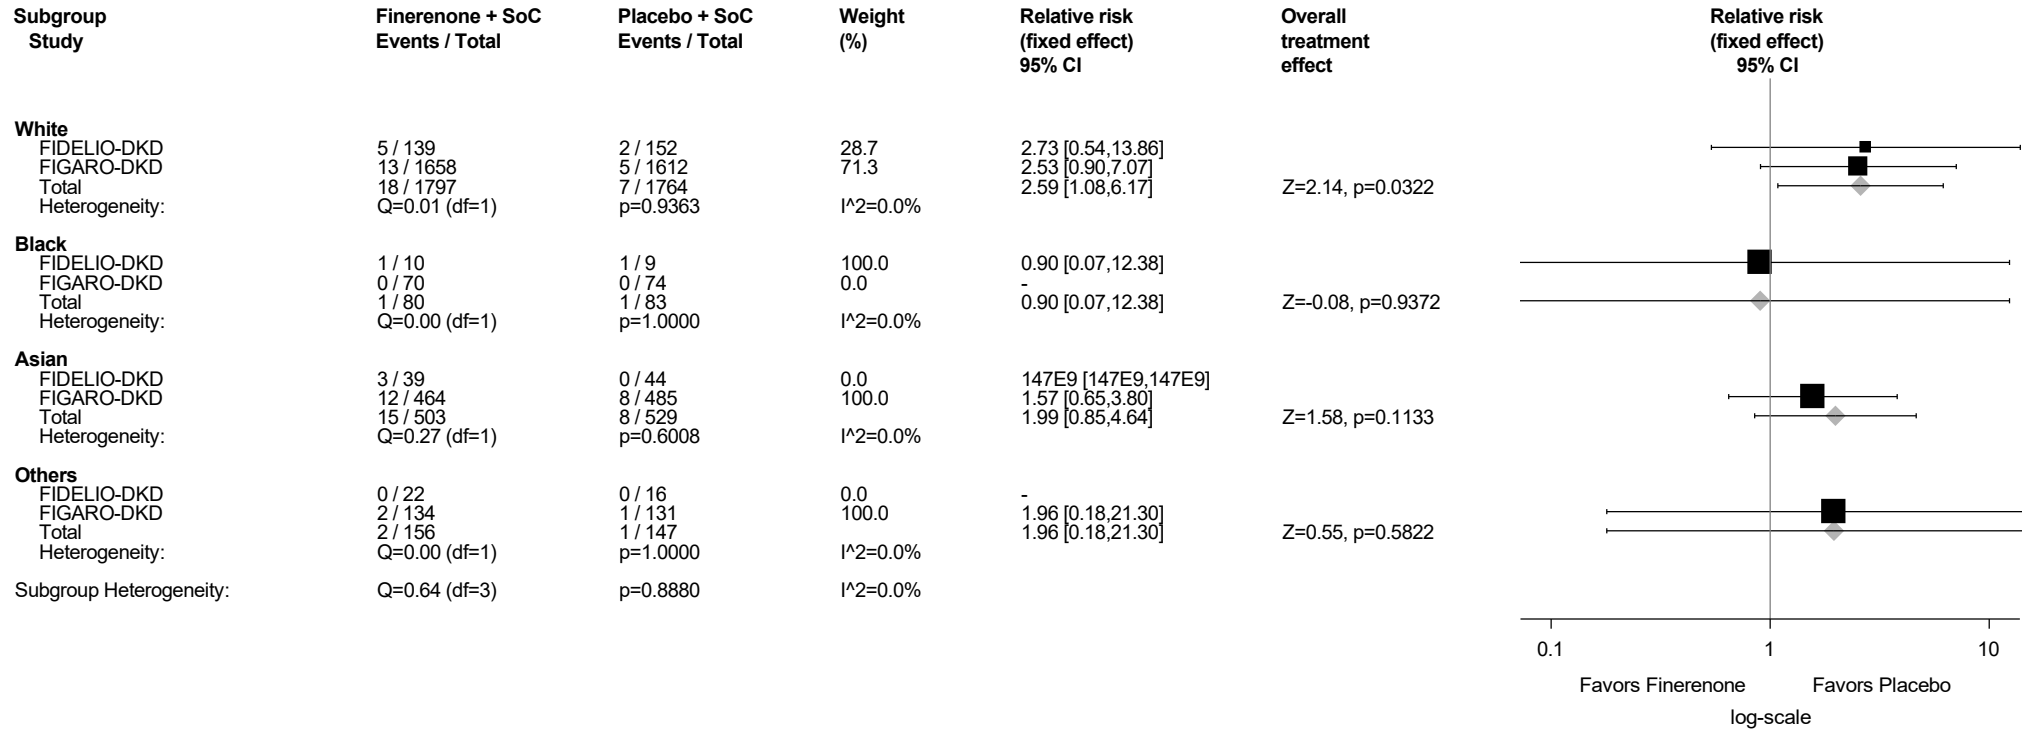 Subgroup Finerenone + SoC Placebo + SoC Weight Relative risk Overall Relative risk
Study Events / Total Events / Total (%) (fixed effect) treatment (fixed effect)
95% CI effect 95% CI
White
FIDELIO-DKD 5 / 139 2 / 152 28.7 2.73 [0.54,13.86]
FIGARO-DKD 13 / 1658 5 / 1612 71.3 2.53 [0.90,7.07]
Total 18 / 1797 7 / 1764 2.59 [1.08,6.17] Z=2.14, p=0.0322
Heterogeneity: Q=0.01 (df=1) p=0.9363 I^2=0.0%
Black
FIDELIO-DKD 1 / 10 1 / 9 100.0 0.90 [0.07,12.38]
FIGARO-DKD 0 / 70 0 / 74 0.0 -
Total 1 / 80 1 / 83 0.90 [0.07,12.38] Z=-0.08, p=0.9372
Heterogeneity: Q=0.00 (df=1) p=1.0000 I^2=0.0%
Asian
FIDELIO-DKD 3 / 39 0 / 44 0.0 147E9 [147E9,147E9]
FIGARO-DKD 12 / 464 8 / 485 100.0 1.57 [0.65,3.80]
Total 15 / 503 8 / 529 1.99 [0.85,4.64] Z=1.58, p=0.1133
Heterogeneity: Q=0.27 (df=1) p=0.6008 I^2=0.0%
Others
FIDELIO-DKD 0 / 22 0 / 16 0.0 -
FIGARO-DKD 2 / 134 1 / 131 100.0 1.96 [0.18,21.30]
Total 2 / 156 1 / 147 1.96 [0.18,21.30] Z=0.55, p=0.5822
Heterogeneity: Q=0.00 (df=1) p=1.0000 I^2=0.0%
Subgroup Heterogeneity: Q=0.64 (df=3) p=0.8880 I^2=0.0%
0.1 1 10
Favors Finerenone Favors Placebo
log-scale